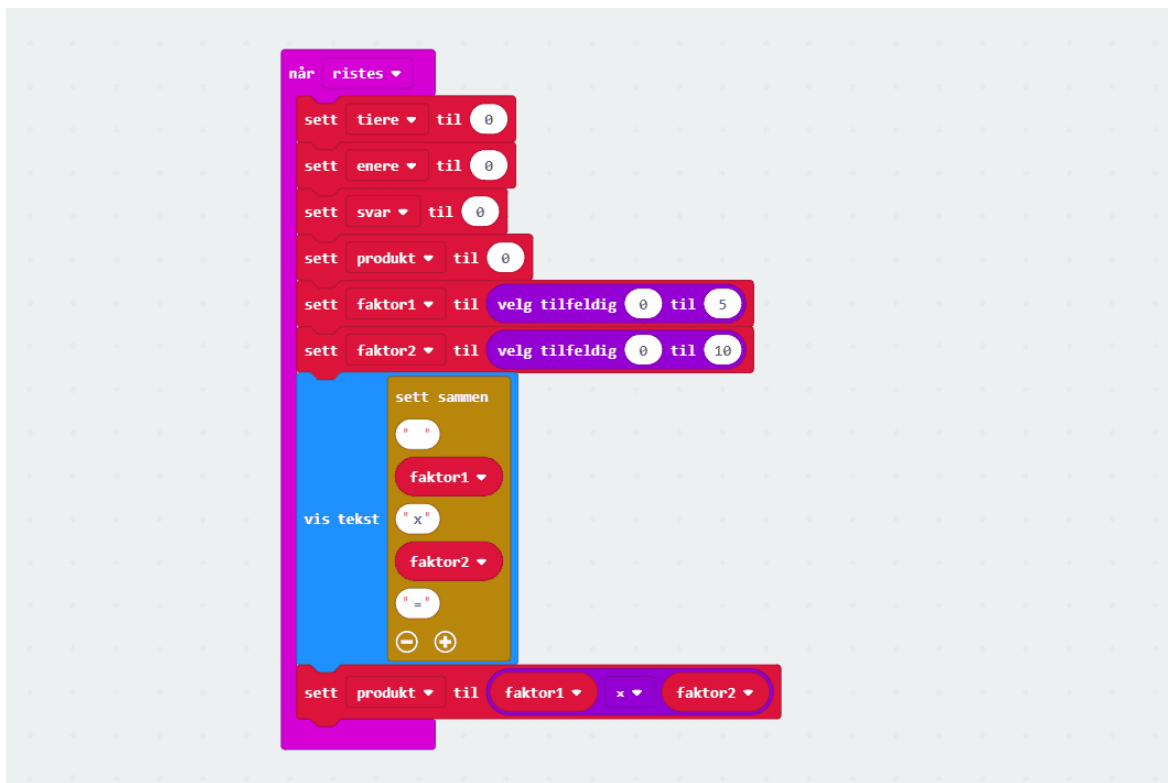 når ristes
sett tiere til 0
sett enere til 0
sett svar til 0
sett produkt til 0
sett faktor1 til velg tilfeldig 0 til 5
sett faktor2 til velg tilfeldig 0 til 10
sett sammen
" "
faktor1
vis tekst "x"
faktor2
"="
sett produkt til faktor1 x faktor2